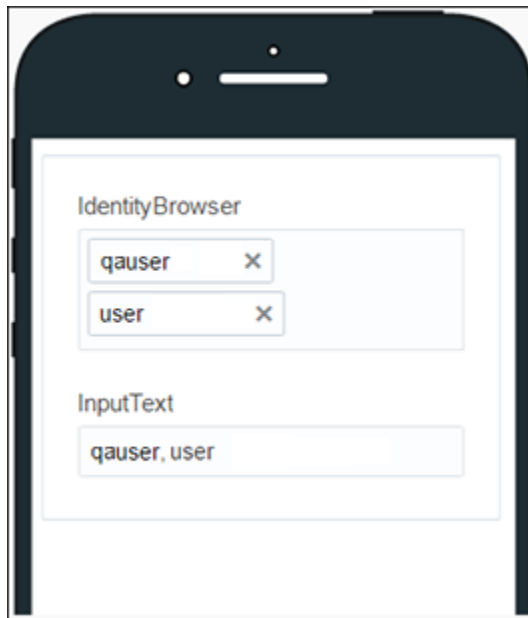 IdentityBrowser
qauser ×
user ×
InputText
qauser, user